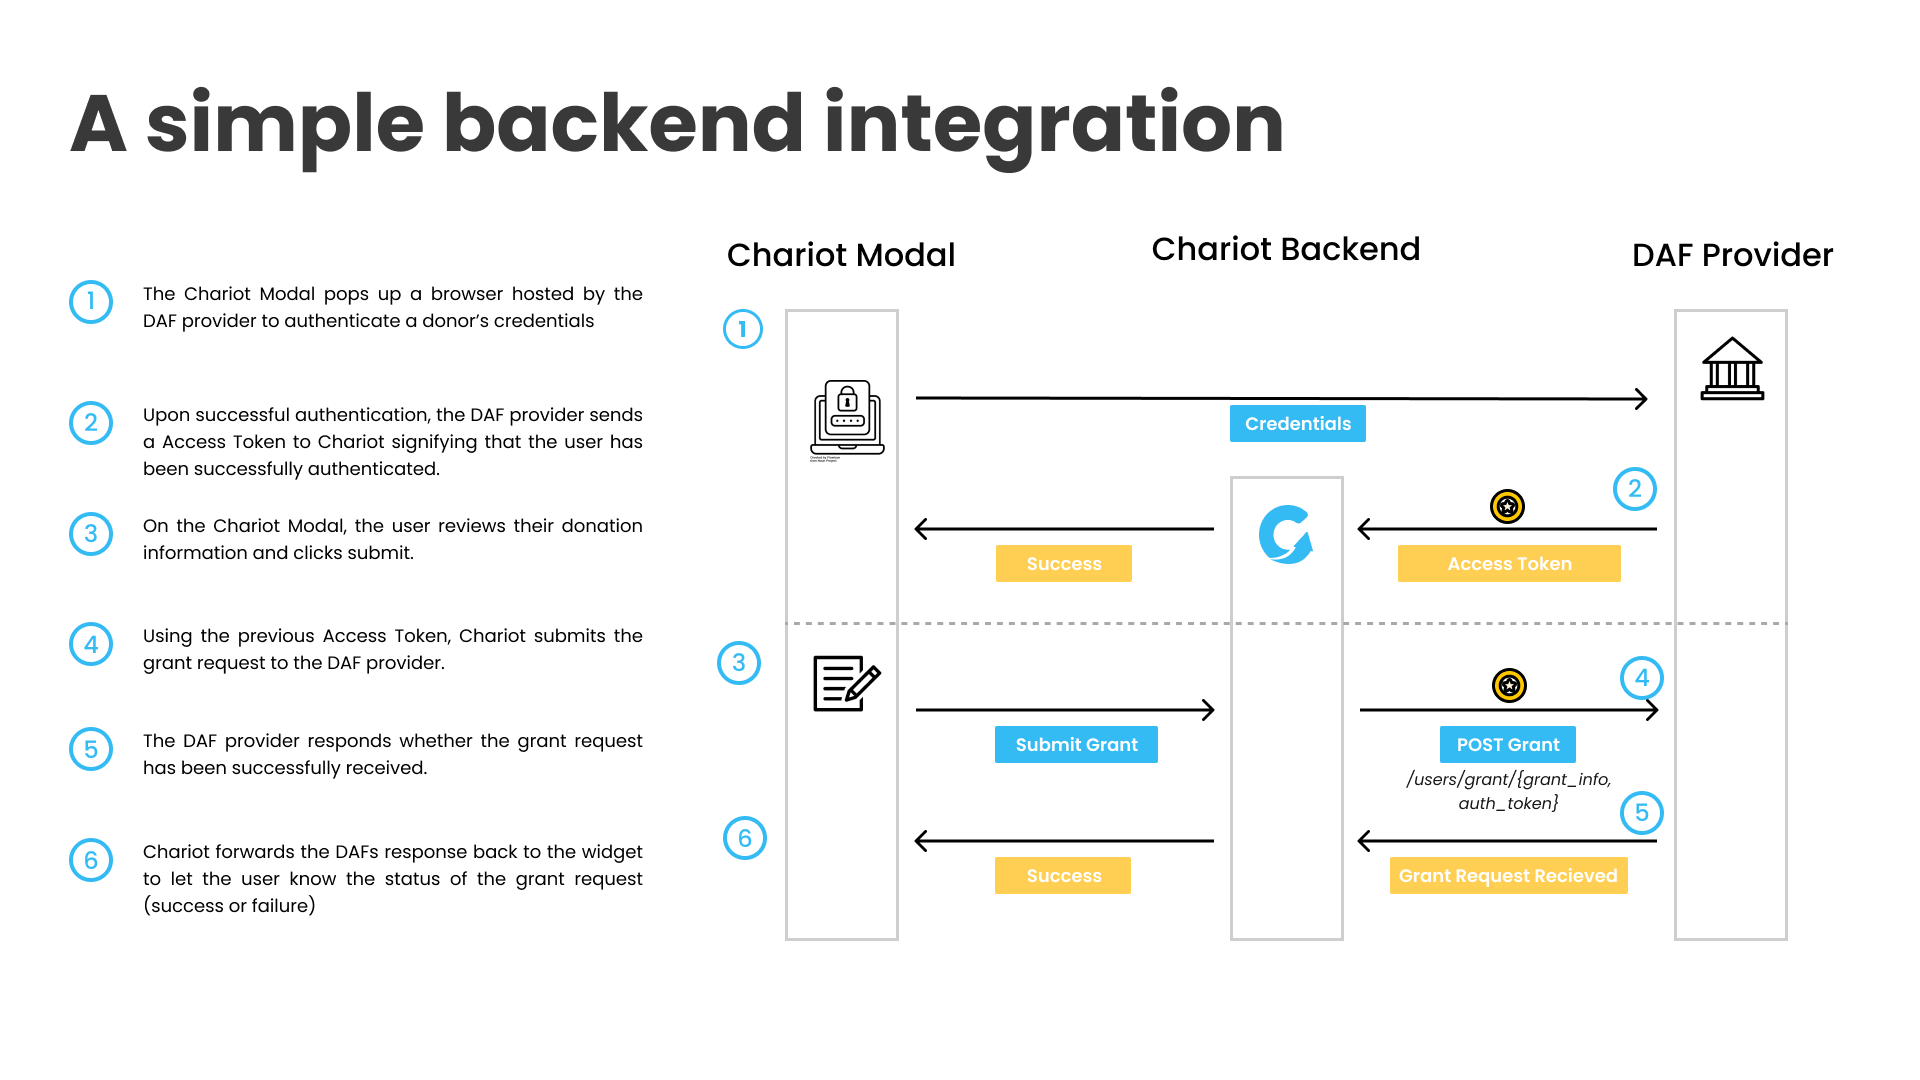 A simple backend integration
1
The Chariot Modal pops up a browser hosted by the
DAF provider to authenticate a donor’s credentials
2
Upon successful authentication, the DAF provider sends
a Access Token to Chariot signifying that the user has
been successfully authenticated.
3
On the Chariot Modal, the user reviews their donation
information and clicks submit.
4
Using the previous Access Token, Chariot submits the
grant request to the DAF provider.
5
The DAF provider responds whether the grant request
has been successfully received.
6
Chariot forwards the DAFs response back to the widget
to let the user know the status of the grant request
(success or failure)
Chariot Modal
Chariot Backend
DAF Provider
1
Credentials
2
Success
Access Token
3
4
Submit Grant
POST Grant
/users/grant/{grant_info,
auth_token}
5
6
Success
Grant Request Recieved